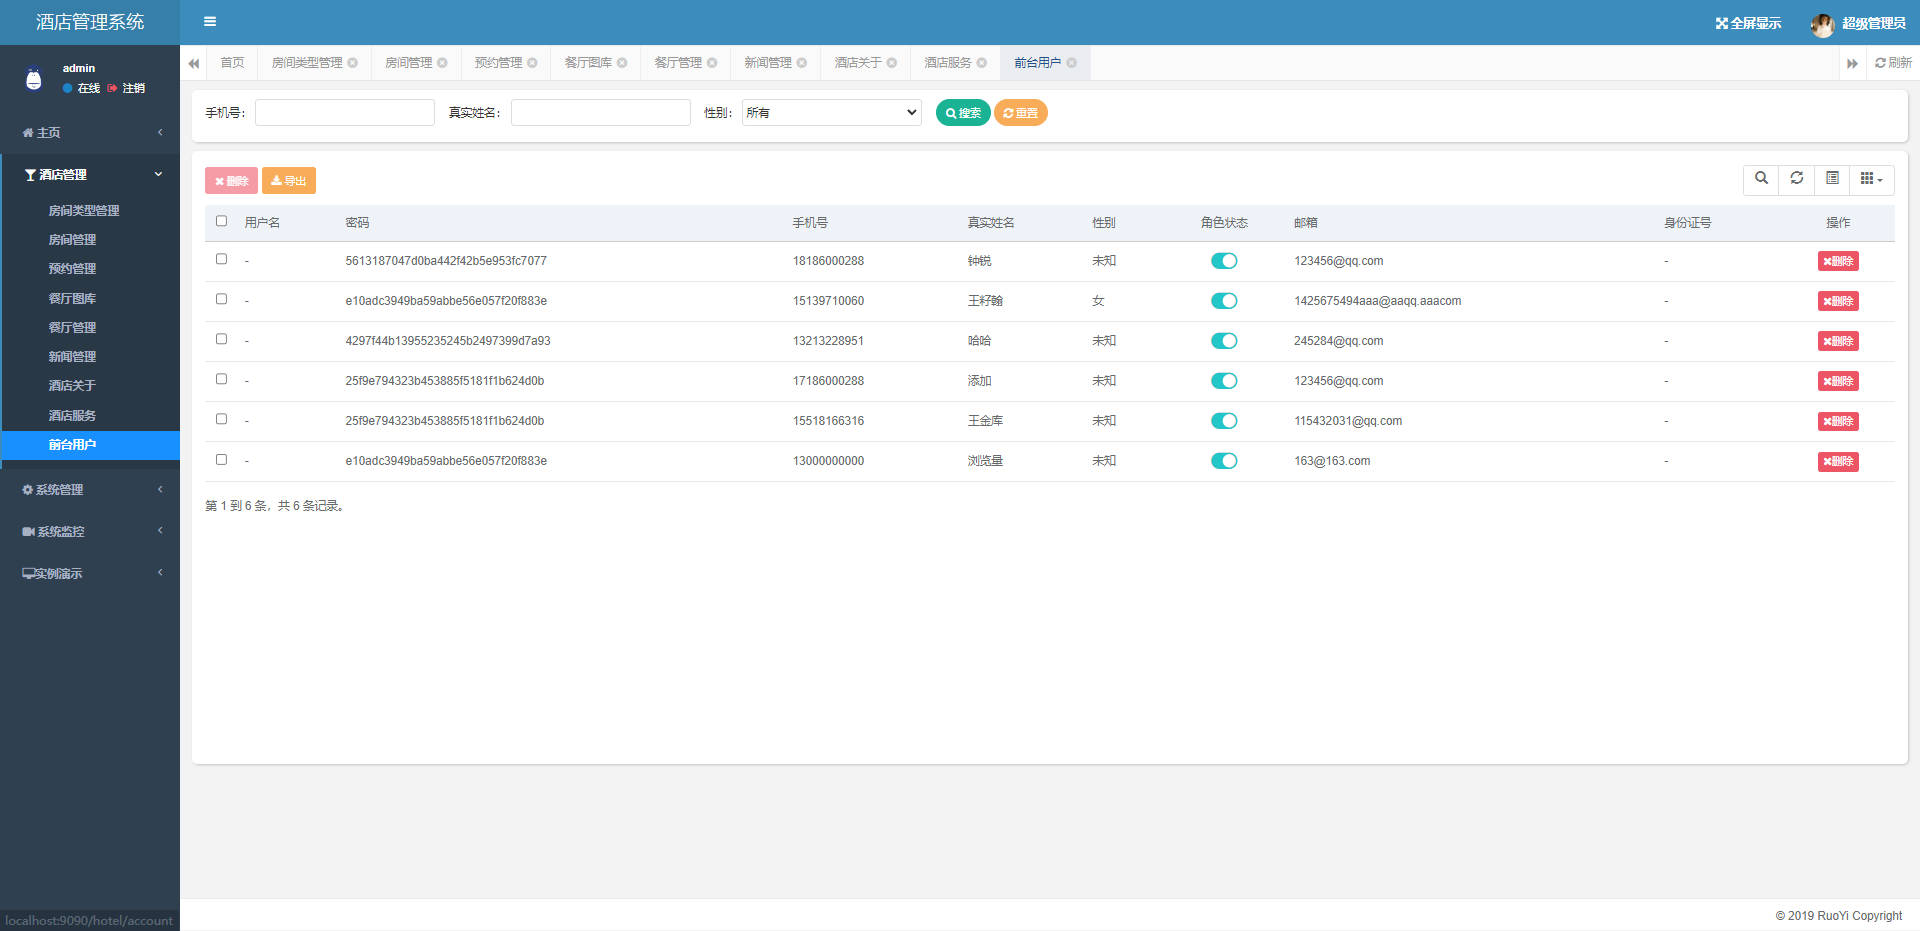 酒店管理系统
全屏显示 超级管理员
admin
在线 注销
首页 房间类型管理 房间管理 预约管理 餐厅图库 餐厅管理 新闻管理 酒店关于 酒店服务 前台用户 刷新
主页
酒店管理
房间类型管理
房间管理
预约管理
餐厅图库
餐厅管理
新闻管理
酒店关于
酒店服务
前台用户
系统管理
系统监控
实例演示
手机号： 真实姓名： 性别： 所有 搜索 重置
删除 导出
用户名 密码 手机号 真实姓名 性别 角色状态 邮箱 身份证号 操作
- 5613187047d0ba442f42b5e953fc7077 18186000288 钟锐 未知 123456@qq.com - 删除
- e10adc3949ba59abbe56e057f20f883e 15139710060 王籽翰 女 1425675494aaa@aaqq.aaacom - 删除
- 4297f44b13955235245b2497399d7a93 13213228951 哈哈 未知 245284@qq.com - 删除
- 25f9e794323b453885f5181f1b624d0b 17186000288 添加 未知 123456@qq.com - 删除
- 25f9e794323b453885f5181f1b624d0b 15518166316 王金库 未知 115432031@qq.com - 删除
- e10adc3949ba59abbe56e057f20f883e 13000000000 浏览量 未知 163@163.com - 删除
第 1 到 6 条，共 6 条记录。
© 2019 RuoYi Copyright
localhost:9090/hotel/account